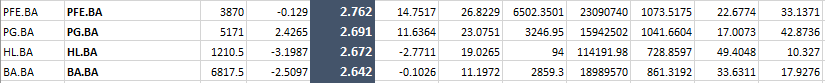 PFE.BA PFE.BA 3870 -0.129 2.762 14.7517 26.8229 6502.3501 23090740 1073.5175 22.6774 33.1371
PG.BA PG.BA 5171 2.4265 2.691 11.6364 23.0751 3246.95 15942502 1041.6604 17.0073 42.8736
HL.BA HL.BA 1210.5 -3.1987 2.672 -2.7711 19.0265 94 114191.98 728.8597 49.4048 10.327
BA.BA BA.BA 6817.5 -2.5097 2.642 -0.1026 11.1972 2859.3 18989570 861.3192 33.6311 17.9276